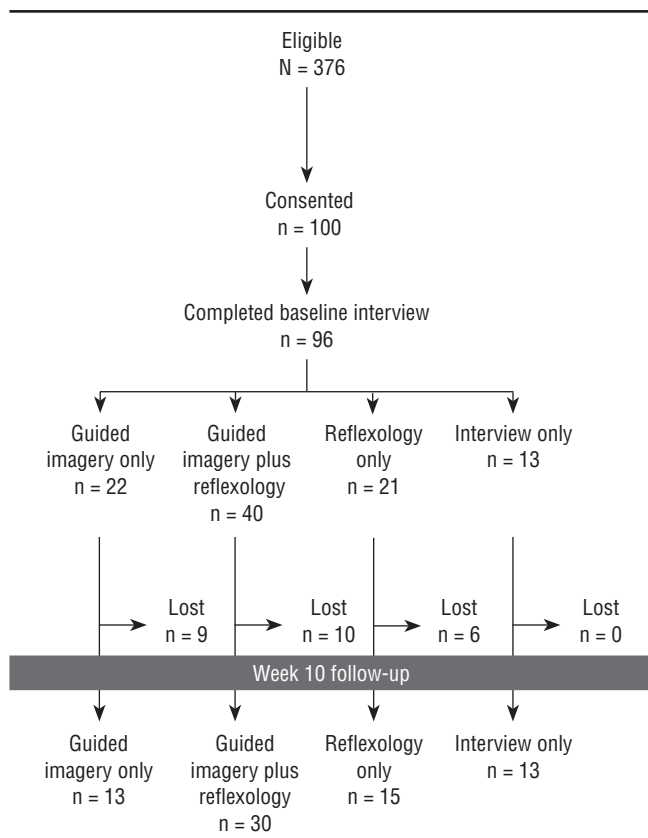 Eligible
N = 376
Consented
n = 100
Completed baseline interview
n = 96
Guided
imagery only
n = 22
Guided
imagery plus
reflexology
n = 40
Reflexology
only
n = 21
Interview only
n = 13
Lost
n = 9
Lost
n = 10
Lost
n = 6
Lost
n = 0
Week 10 follow-up
Guided
imagery only
n = 13
Guided
imagery plus
reflexology
n = 30
Reflexology
only
n = 15
Interview only
n = 13